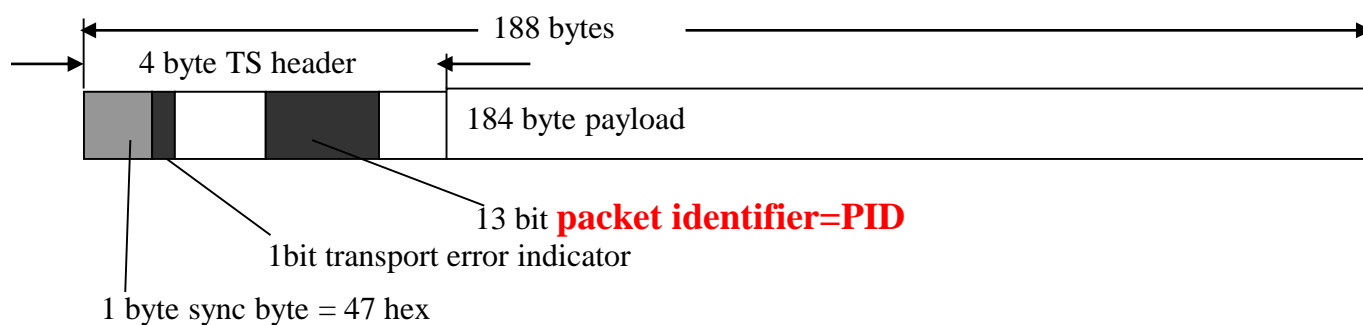 188 bytes
4 byte TS header
184 byte payload
13 bit packet identifier=PID
1bit transport error indicator
1 byte sync byte = 47 hex